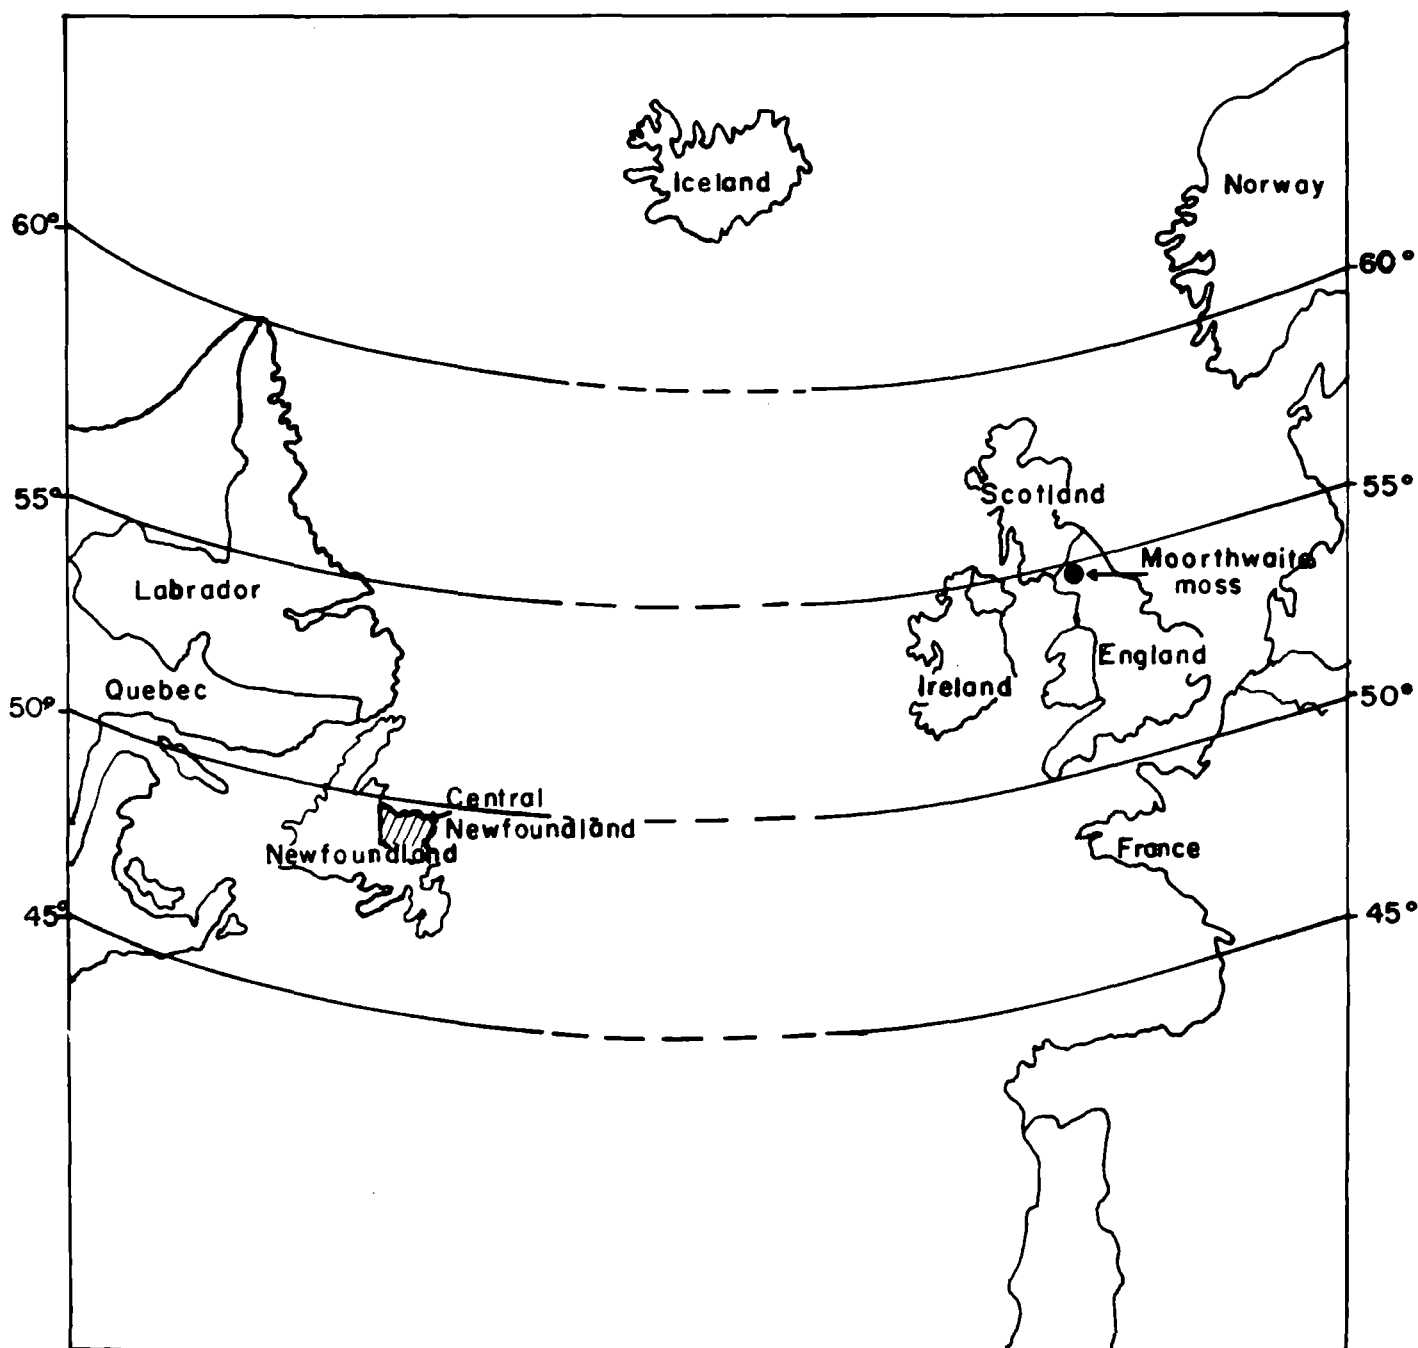 Iceland
Norway
60°
60°
Scotland
55°
55°
Moorthwaite
moss
Labrador
England
Quebec
Ireland
50°
50°
Central
Newfoundland
Newfoundland
France
45°
45°